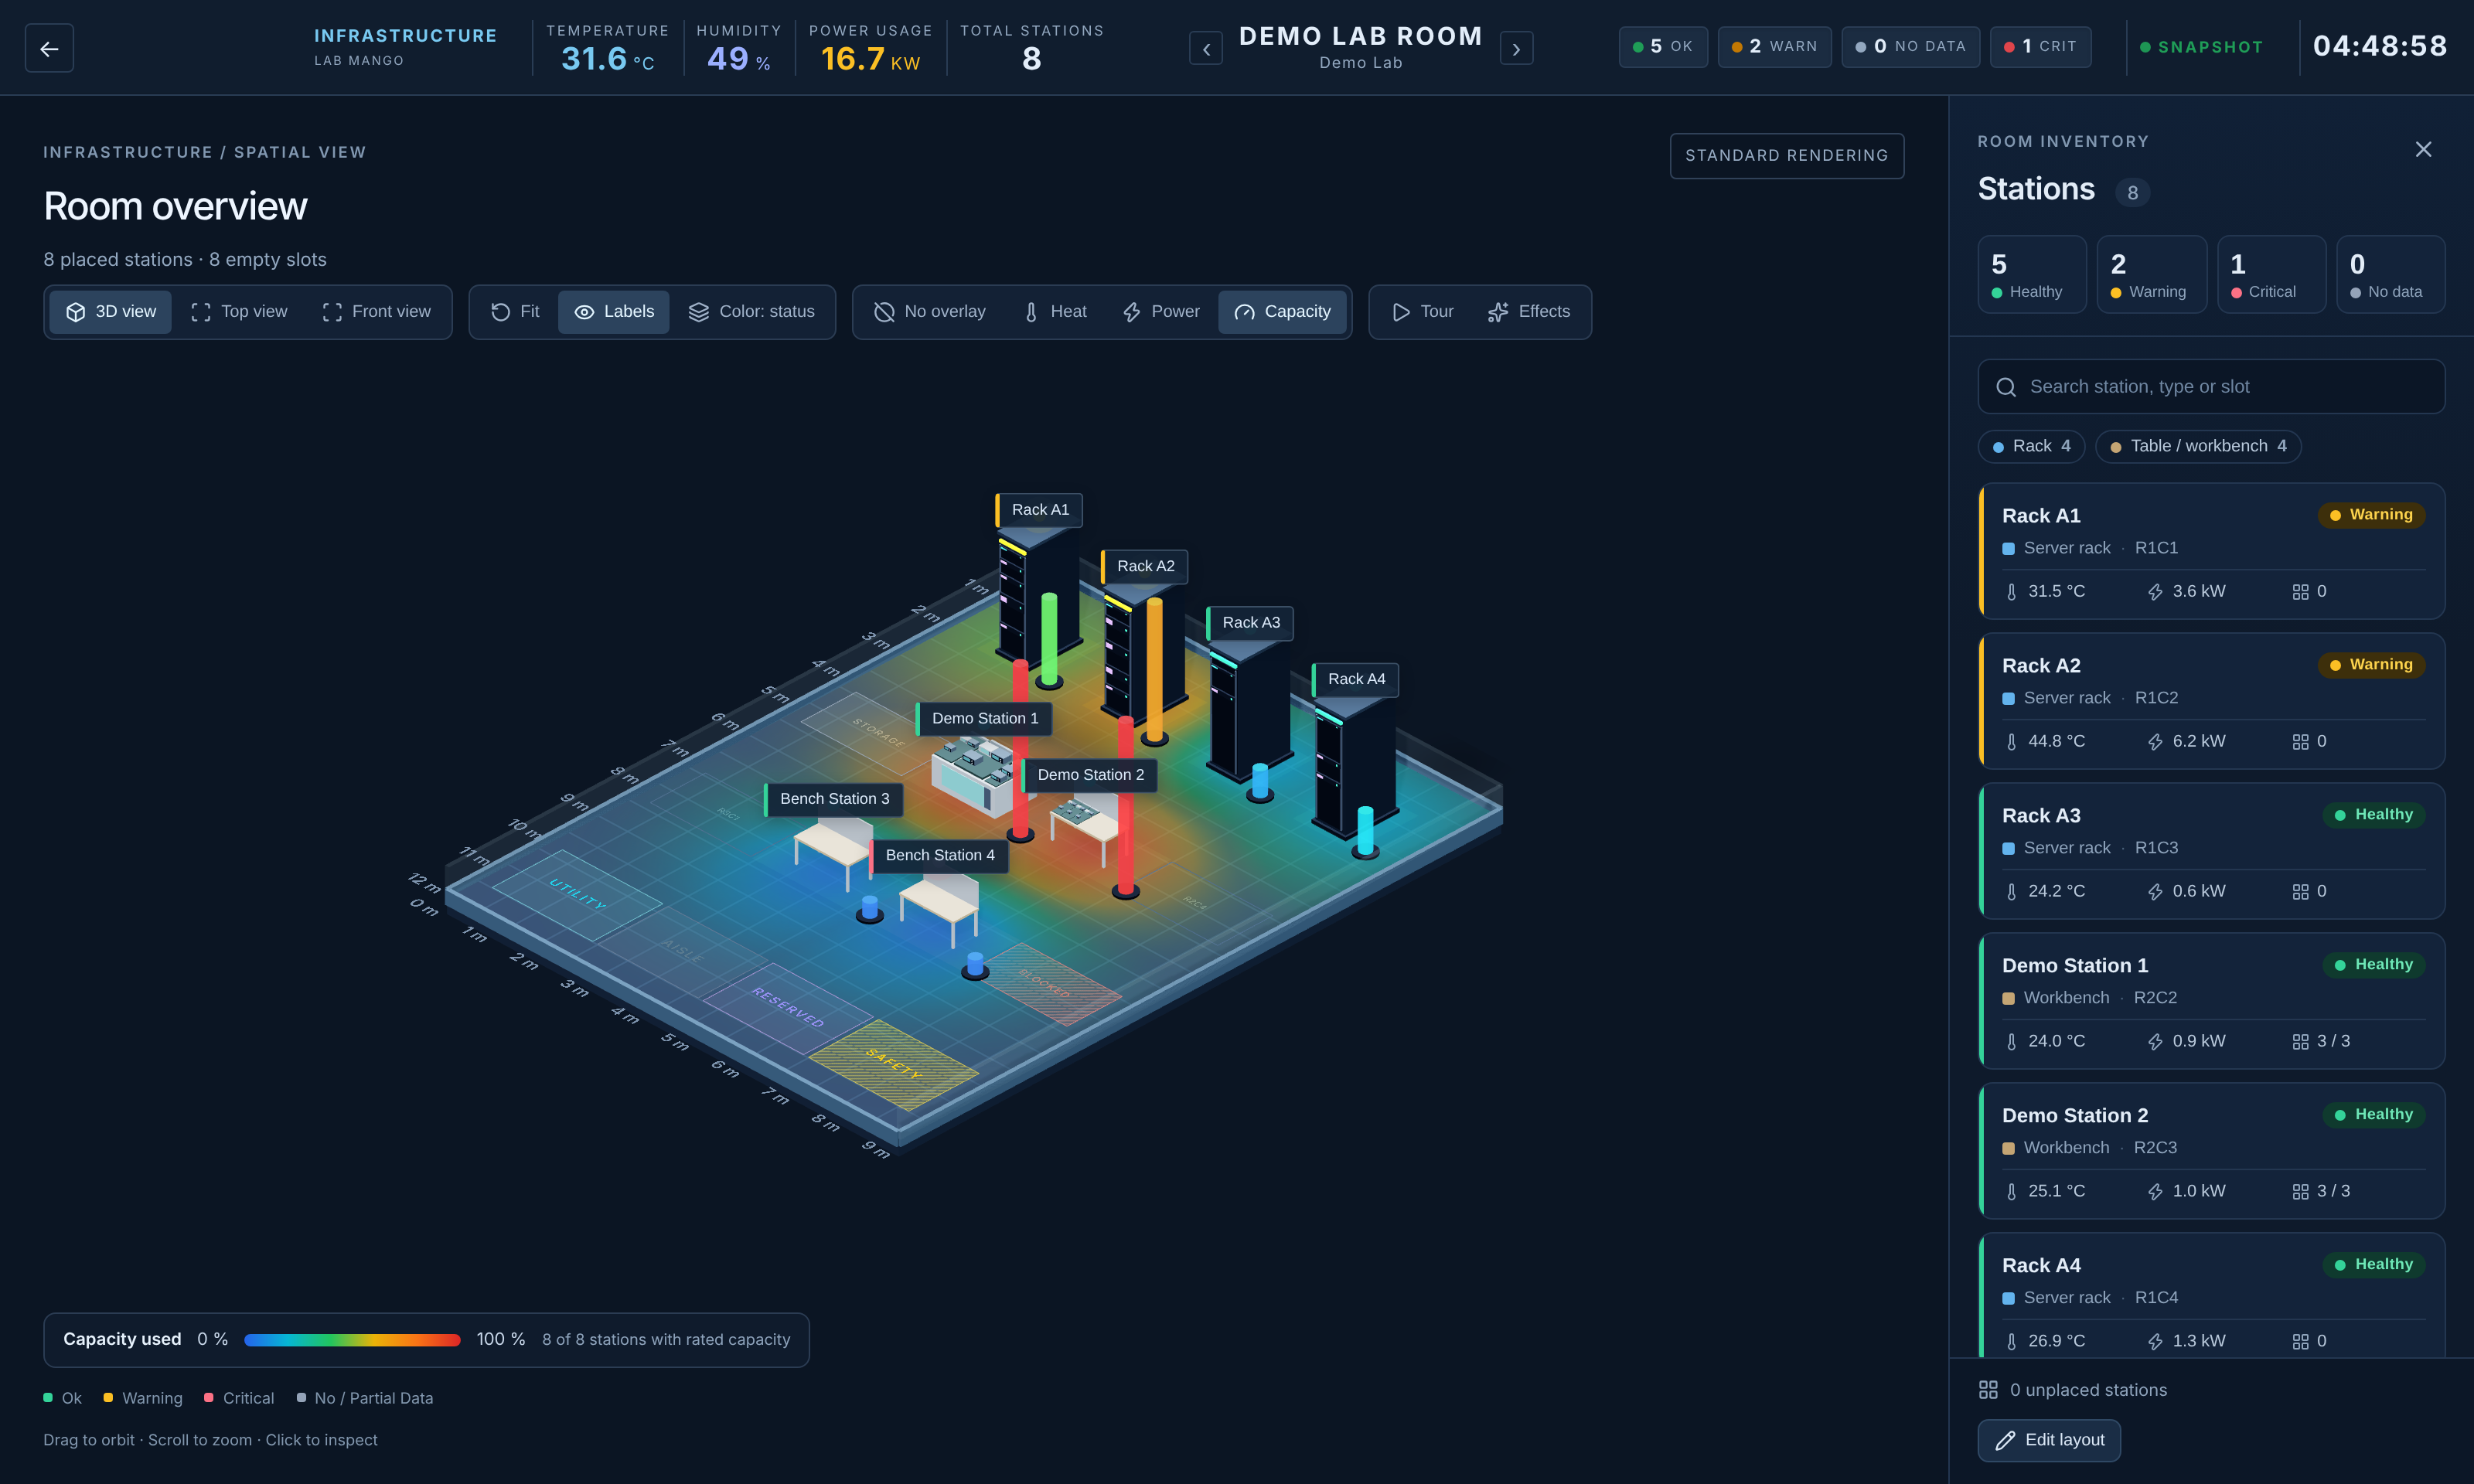 INFRASTRUCTURE
LAB MANGO
TEMPERATURE
31.6 °C
HUMIDITY
49 %
POWER USAGE
16.7 KW
TOTAL STATIONS
8
DEMO LAB ROOM
Demo Lab
5 OK
2 WARN
0 NO DATA
1 CRIT
SNAPSHOT
04:48:58
INFRASTRUCTURE / SPATIAL VIEW
STANDARD RENDERING
Room overview
8 placed stations · 8 empty slots
3D view
Top view
Front view
Fit
Labels
Color: status
No overlay
Heat
Power
Capacity
Tour
Effects
Rack A1
Rack A2
Rack A3
Rack A4
Demo Station 1
Demo Station 2
Bench Station 3
Bench Station 4
1 m
2 m
3 m
4 m
5 m
6 m
7 m
8 m
9 m
10 m
11 m
12 m
0 m
1 m
2 m
3 m
4 m
5 m
6 m
7 m
8 m
9 m
STORAGE
UTILITY
AISLE
RESERVED
SAFETY
BLOCKED
R2C4
Capacity used 0 % 100 % 8 of 8 stations with rated capacity
Ok
Warning
Critical
No / Partial Data
Drag to orbit · Scroll to zoom · Click to inspect
ROOM INVENTORY
Stations 8
5
Healthy
2
Warning
1
Critical
0
No data
Search station, type or slot
Rack 4
Table / workbench 4
Rack A1
Warning
Server rack · R1C1
31.5 °C 3.6 kW 0
Rack A2
Warning
Server rack · R1C2
44.8 °C 6.2 kW 0
Rack A3
Healthy
Server rack · R1C3
24.2 °C 0.6 kW 0
Demo Station 1
Healthy
Workbench · R2C2
24.0 °C 0.9 kW 3 / 3
Demo Station 2
Healthy
Workbench · R2C3
25.1 °C 1.0 kW 3 / 3
Rack A4
Healthy
Server rack · R1C4
26.9 °C 1.3 kW 0
0 unplaced stations
Edit layout